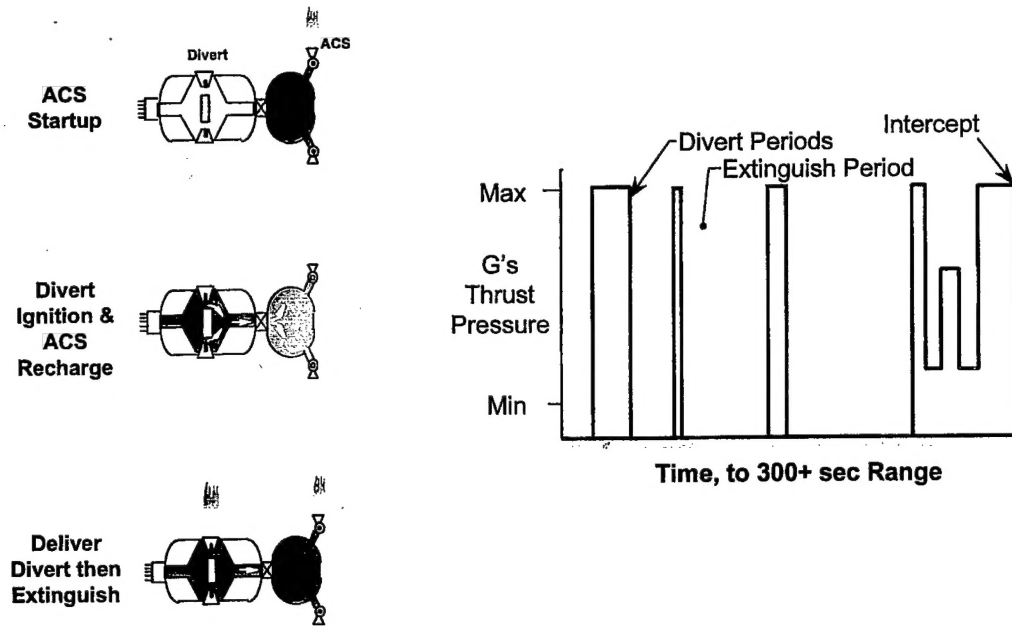 ACS
Divert
ACS
Startup
Divert
Ignition &
ACS
Recharge
Deliver
Divert then
Extinguish
Intercept
Divert Periods
Extinguish Period
Max
G's
Thrust
Pressure
Min
Time, to 300+ sec Range